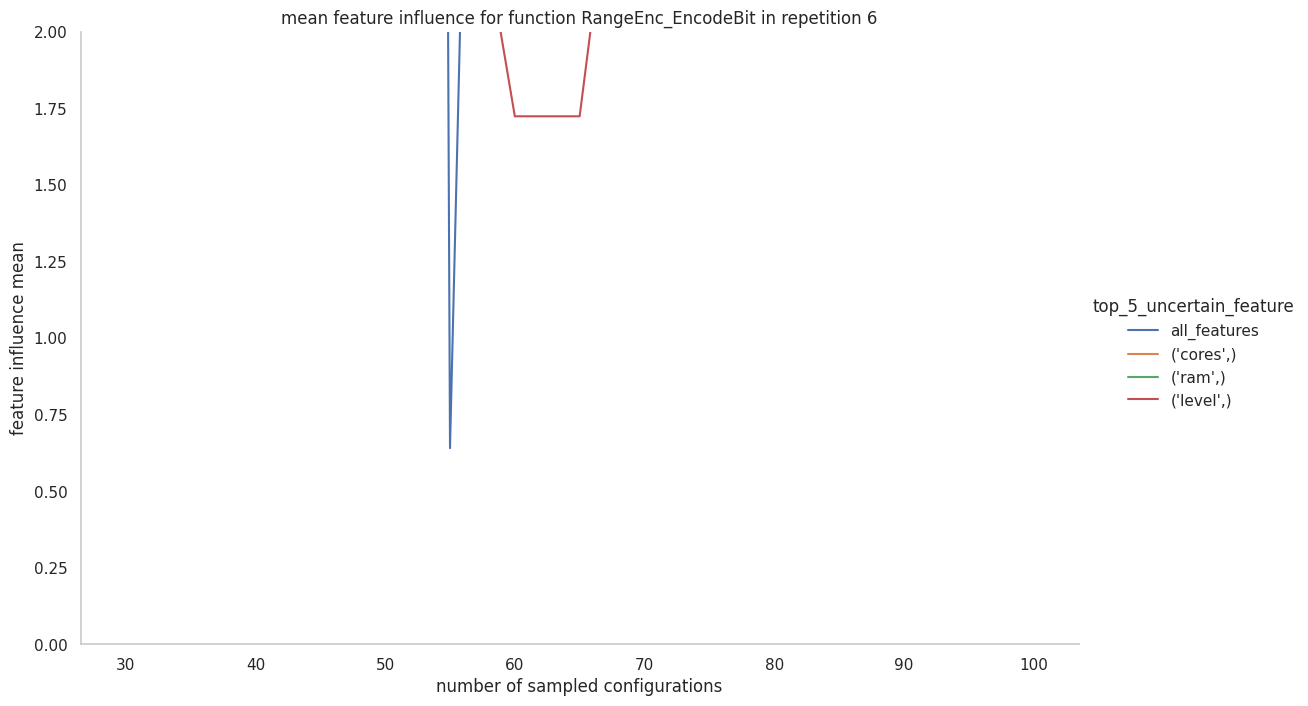 mean feature influence for function RangeEnc_EncodeBit in repetition 6
2.00
1.75
1.50
1.25
1.00
0.75
0.50
0.25
0.00
feature influence mean
30 40 50 60 70 80 90 100
number of sampled configurations
top_5_uncertain_feature
all_features
('cores',)
('ram',)
('level',)